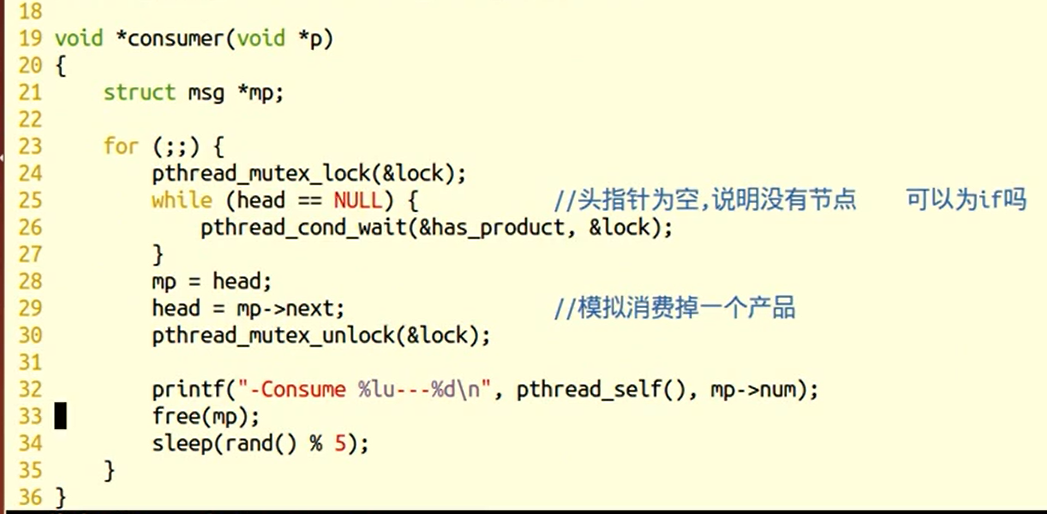 18
19 void *consumer(void *p)
20 {
21     struct msg *mp;
22
23     for (;;) {
24         pthread_mutex_lock(&lock);
25         while (head == NULL) {           //头指针为空,说明没有节点    可以为if吗
26             pthread_cond_wait(&has_product, &lock);
27         }
28         mp = head;
29         head = mp->next;                 //模拟消费掉一个产品
30         pthread_mutex_unlock(&lock);
31
32         printf("-Consume %lu---%d\n", pthread_self(), mp->num);
33         free(mp);
34         sleep(rand() % 5);
35     }
36 }